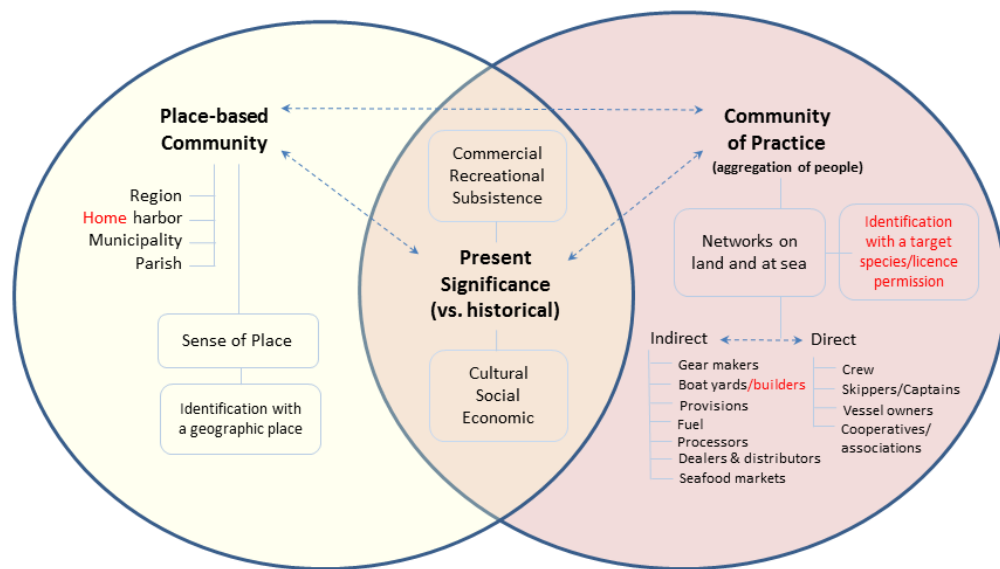 Place-based
Community
Region
Home harbor
Municipality
Parish
Sense of Place
Identification with
a geographic place
Commercial
Recreational
Subsistence
Present
Significance
(vs. historical)
Cultural
Social
Economic
Community
of Practice
(aggregation of people)
Networks on
land and at sea
Identification
with a target
species/licence
permission
Indirect
Gear makers
Boat yards/builders
Provisions
Fuel
Processors
Dealers & distributors
Seafood markets
Direct
Crew
Skippers/Captains
Vessel owners
Cooperatives/
associations